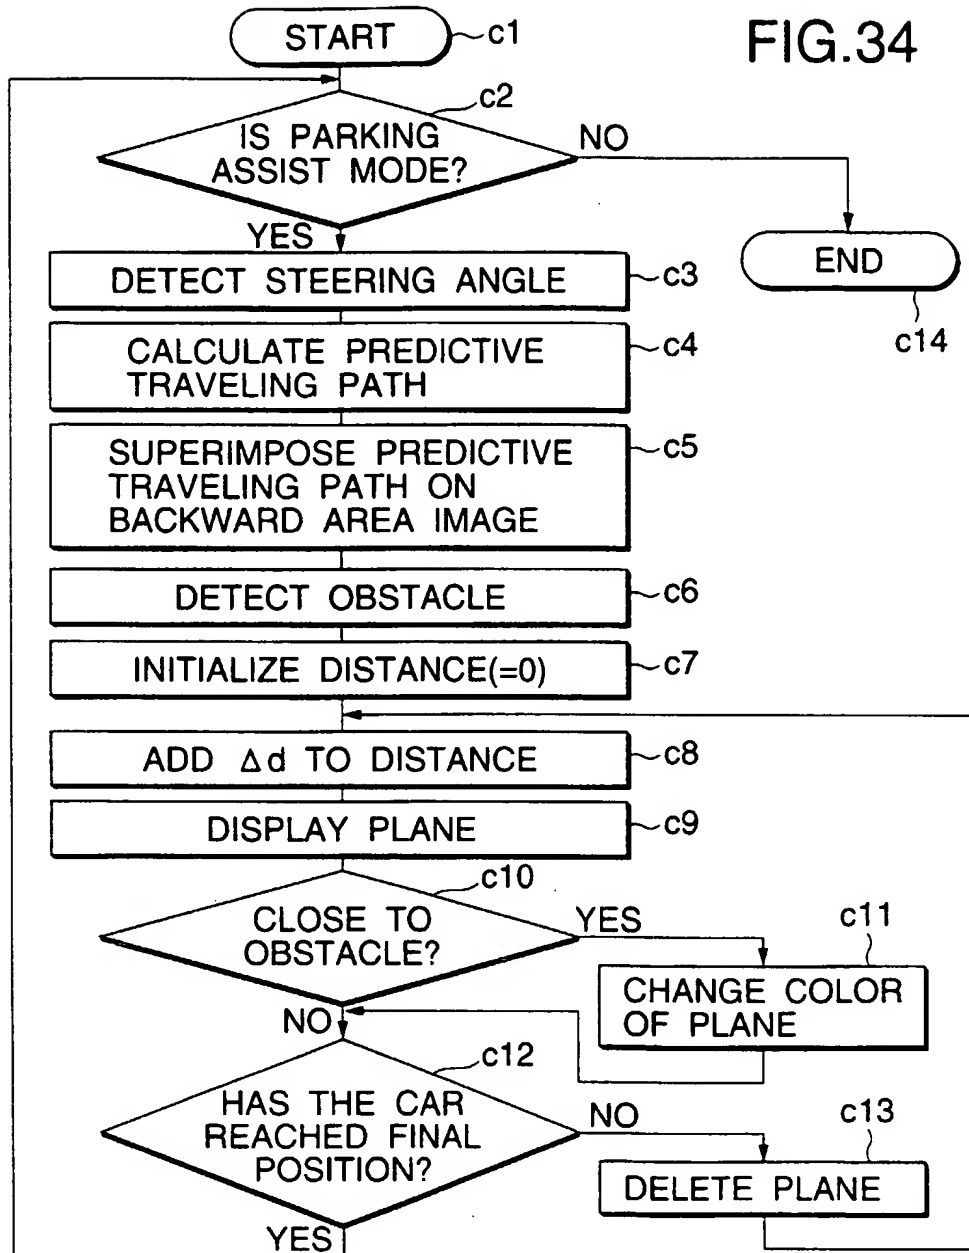 FIG.34
START
c1
c2
IS PARKING
ASSIST MODE?
NO
YES
END
c14
DETECT STEERING ANGLE
c3
CALCULATE PREDICTIVE
TRAVELING PATH
c4
SUPERIMPOSE PREDICTIVE
TRAVELING PATH ON
BACKWARD AREA IMAGE
c5
DETECT OBSTACLE
c6
INITIALIZE DISTANCE(=0)
c7
ADD Δd TO DISTANCE
c8
DISPLAY PLANE
c9
c10
CLOSE TO
OBSTACLE?
YES
c11
CHANGE COLOR
OF PLANE
NO
c12
HAS THE CAR
REACHED FINAL
POSITION?
NO
c13
DELETE PLANE
YES